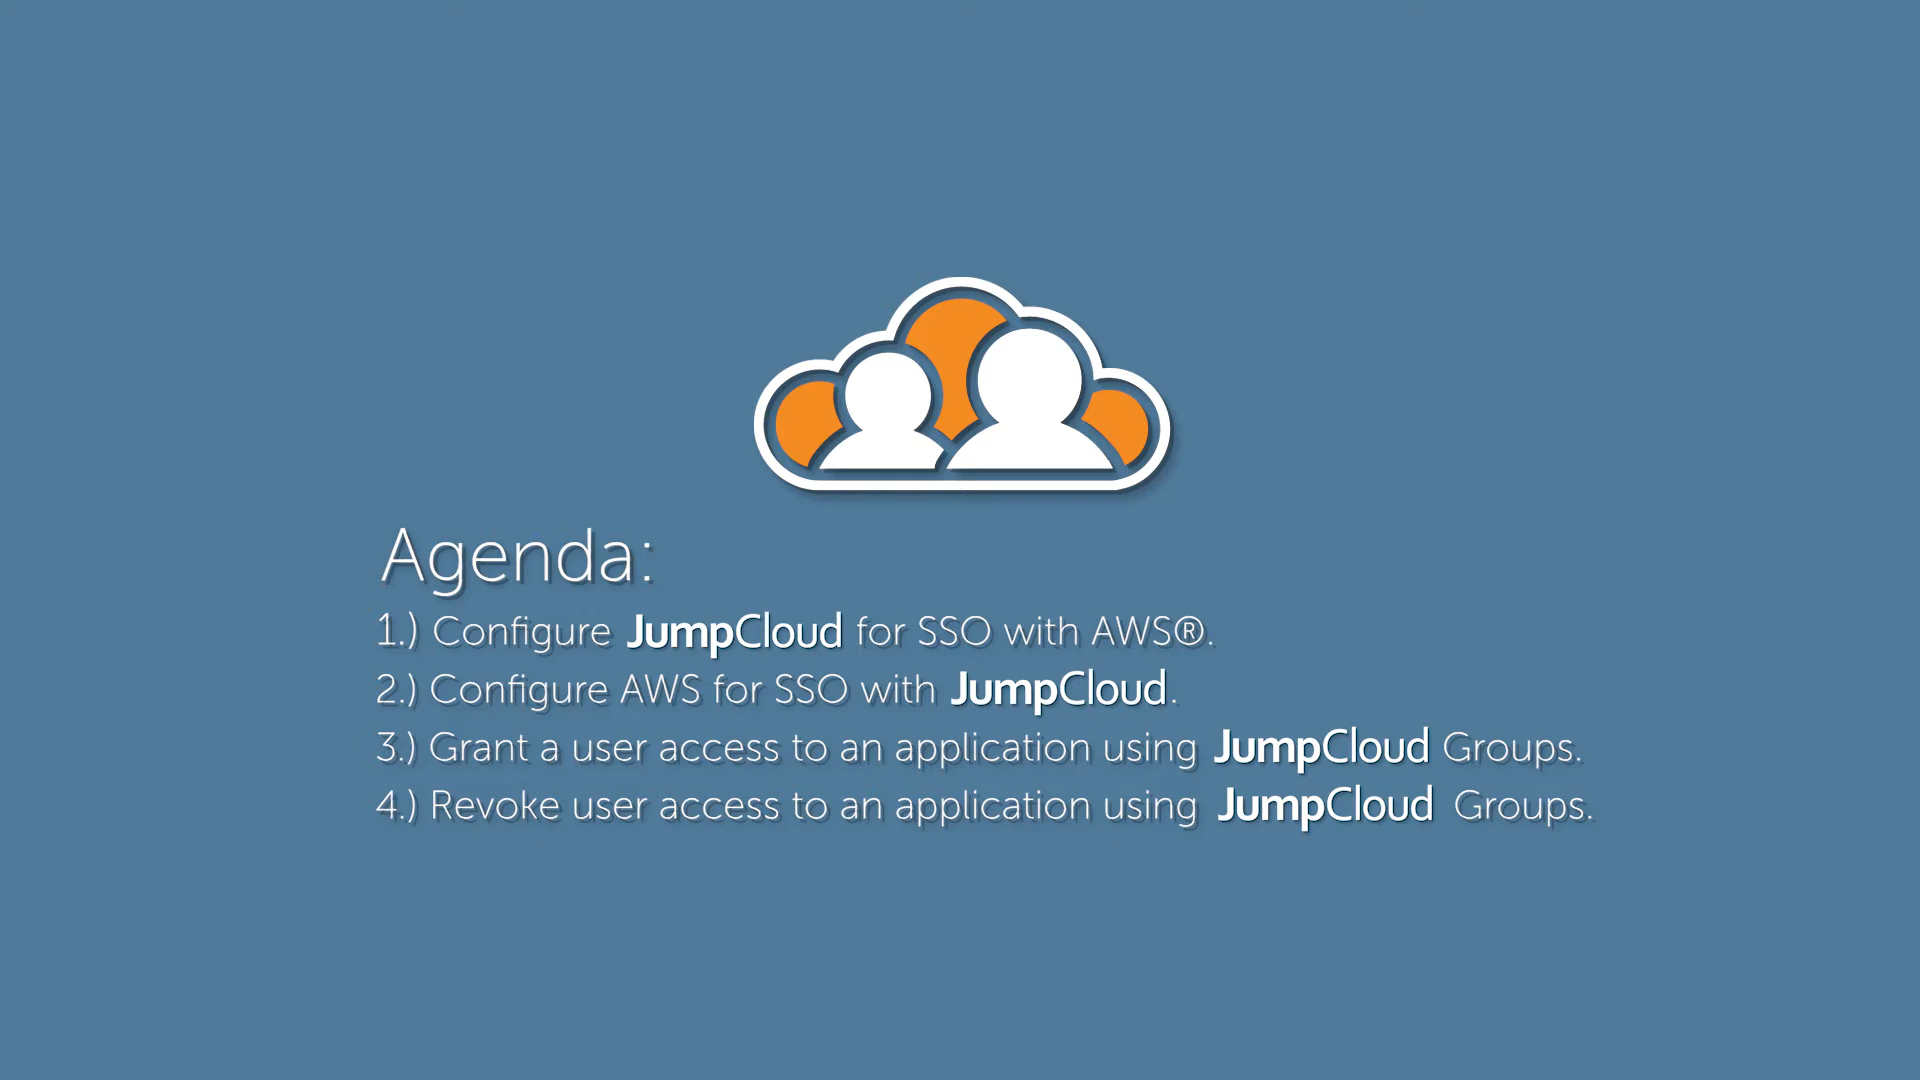 Agenda:
1.) Configure JumpCloud for SSO with AWS®.
2.) Configure AWS for SSO with JumpCloud.
3.) Grant a user access to an application using JumpCloud Groups.
4.) Revoke user access to an application using JumpCloud Groups.